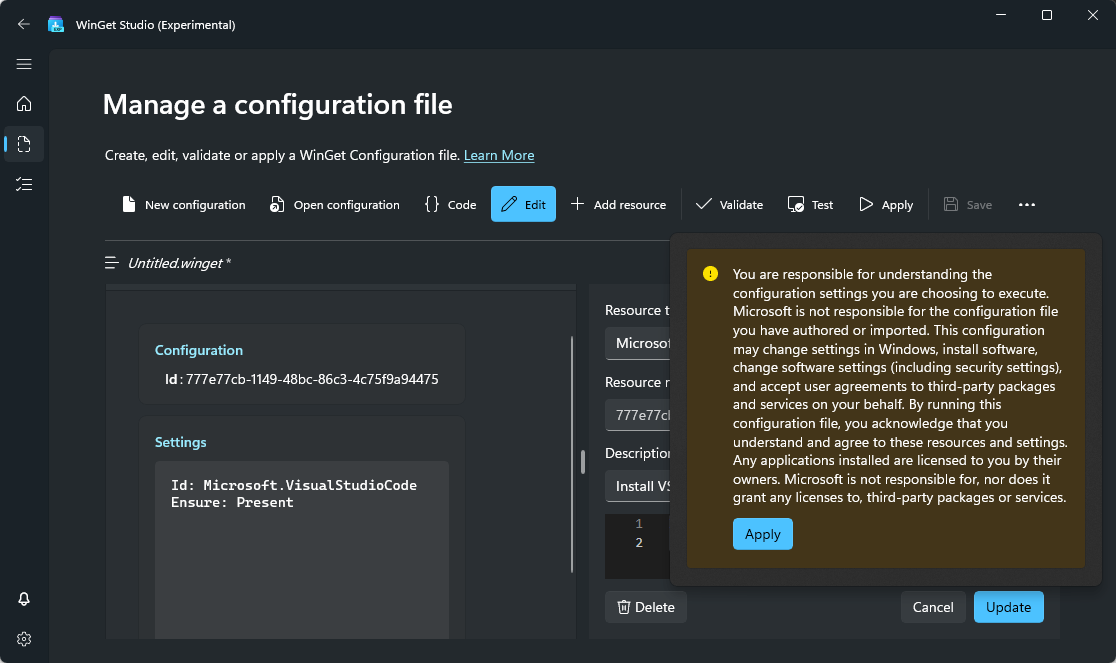 WinGet Studio (Experimental)
Manage a configuration file
Create, edit, validate or apply a WinGet Configuration file. Learn More
New configuration
Open configuration
{ } Code
Edit
Add resource
Validate
Test
Apply
Save
Untitled.winget *
Configuration
Id : 777e77cb-1149-48bc-86c3-4c75f9a94475
Settings
Id: Microsoft.VisualStudioCode
Ensure: Present
Resource
Description
Install
1
2
Delete
Cancel
Update
You are responsible for understanding the
configuration settings you are choosing to execute.
Microsoft is not responsible for the configuration file
you have authored or imported. This configuration
may change settings in Windows, install software,
change software settings (including security settings),
and accept user agreements to third-party packages
and services on your behalf. By running this
configuration file, you acknowledge that you
understand and agree to these resources and settings.
Any applications installed are licensed to you by their
owners. Microsoft is not responsible for, nor does it
grant any licenses to, third-party packages or services.
Apply